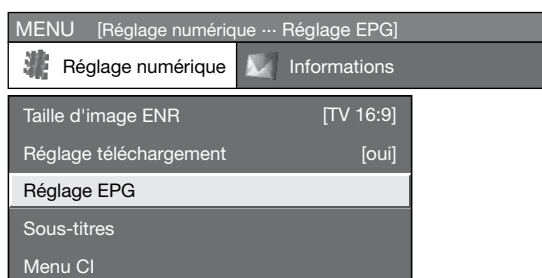 MENU [Réglage numérique ··· Réglage EPG]
Réglage numérique Informations
Taille d'image ENR [TV 16:9]
Réglage téléchargement [oui]
Réglage EPG
Sous-titres
Menu CI